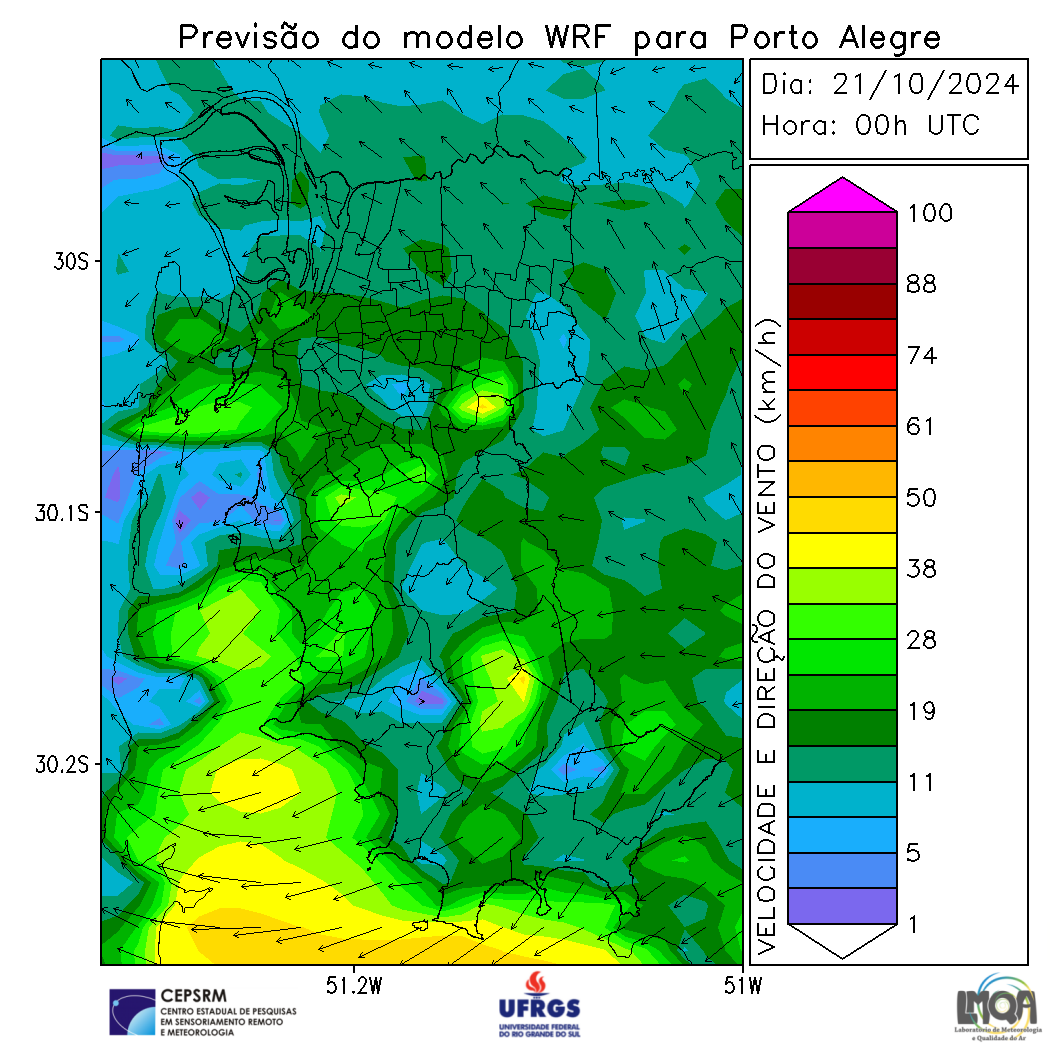 Previsão do modelo WRF para Porto Alegre
Dia: 21/10/2024
Hora: 00h UTC
30S
30.1S
30.2S
51.2W
51W
VELOCIDADE E DIREÇÃO DO VENTO (km/h)
100
88
74
61
50
38
28
19
11
5
1
CEPSRM
CENTRO ESTADUAL DE PESQUISAS
EM SENSORIAMENTO REMOTO
E METEOROLOGIA
UFRGS
UNIVERSIDADE FEDERAL
DO RIO GRANDE DO SUL
LMQA
Laboratório de Meteorologia
e Qualidade do Ar